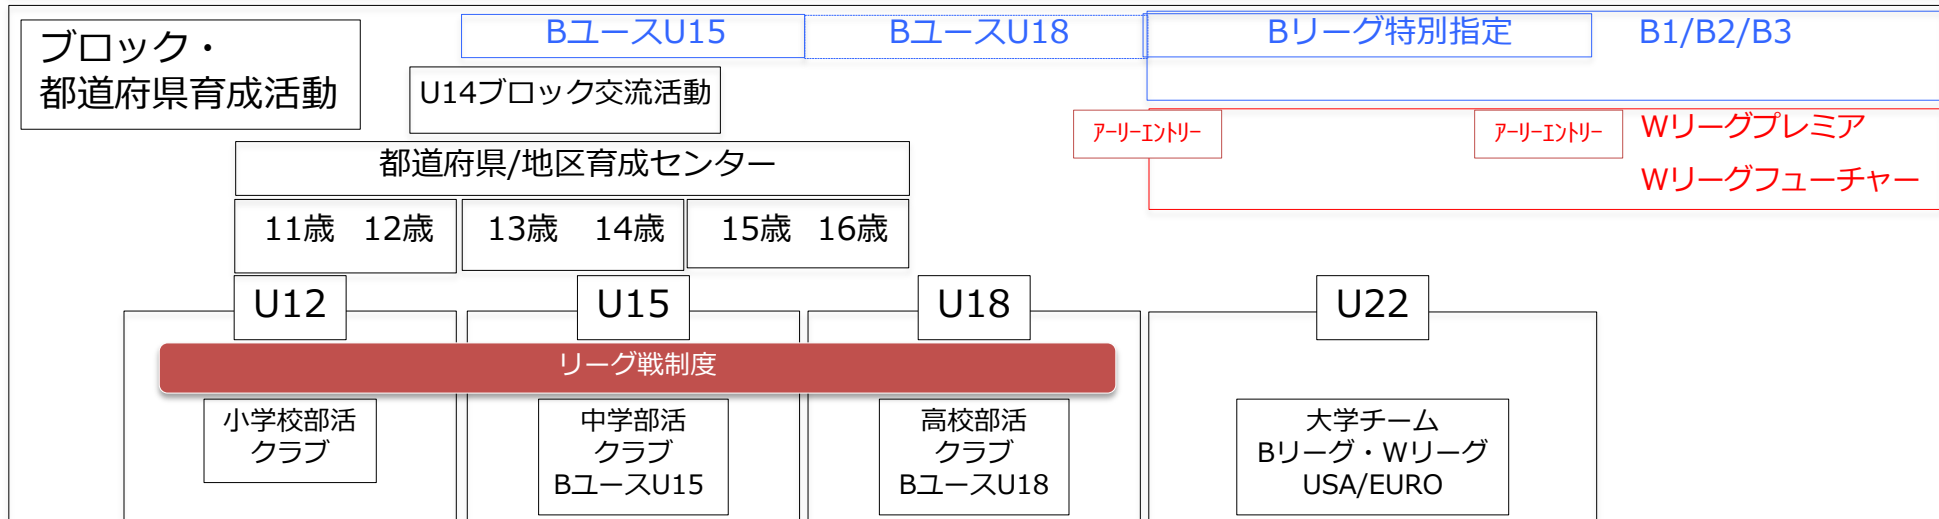 ブロック・
都道府県育成活動
BユースU15
BユースU18
Bリーグ特別指定
B1/B2/B3
U14ブロック交流活動
ｱｰﾘｰｴﾝﾄﾘｰ
ｱｰﾘｰｴﾝﾄﾘｰ
Wリーグプレミア
Wリーグフューチャー
都道府県/地区育成センター
11歳 12歳
13歳 14歳
15歳 16歳
U12
U15
U18
U22
リーグ戦制度
小学校部活
クラブ
中学部活
クラブ
BユースU15
高校部活
クラブ
BユースU18
大学チーム
Bリーグ・Wリーグ
USA/EURO